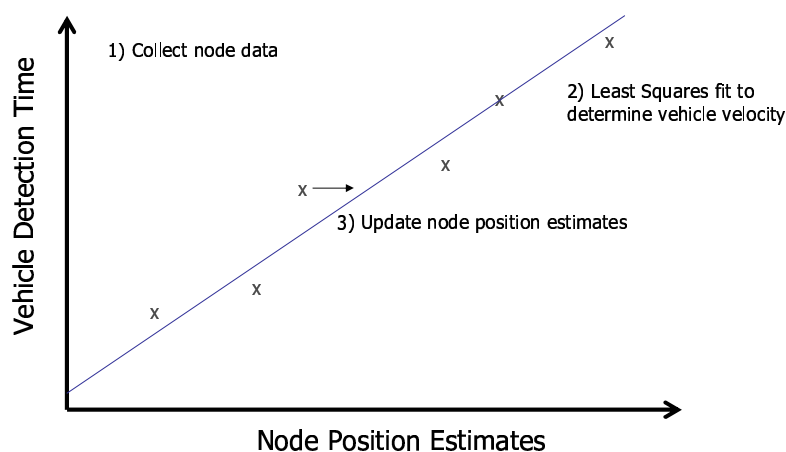 1) Collect node data
2) Least Squares fit to
determine vehicle velocity
x
x
x
x
3) Update node position estimates
x
x
Vehicle Detection Time
Node Position Estimates